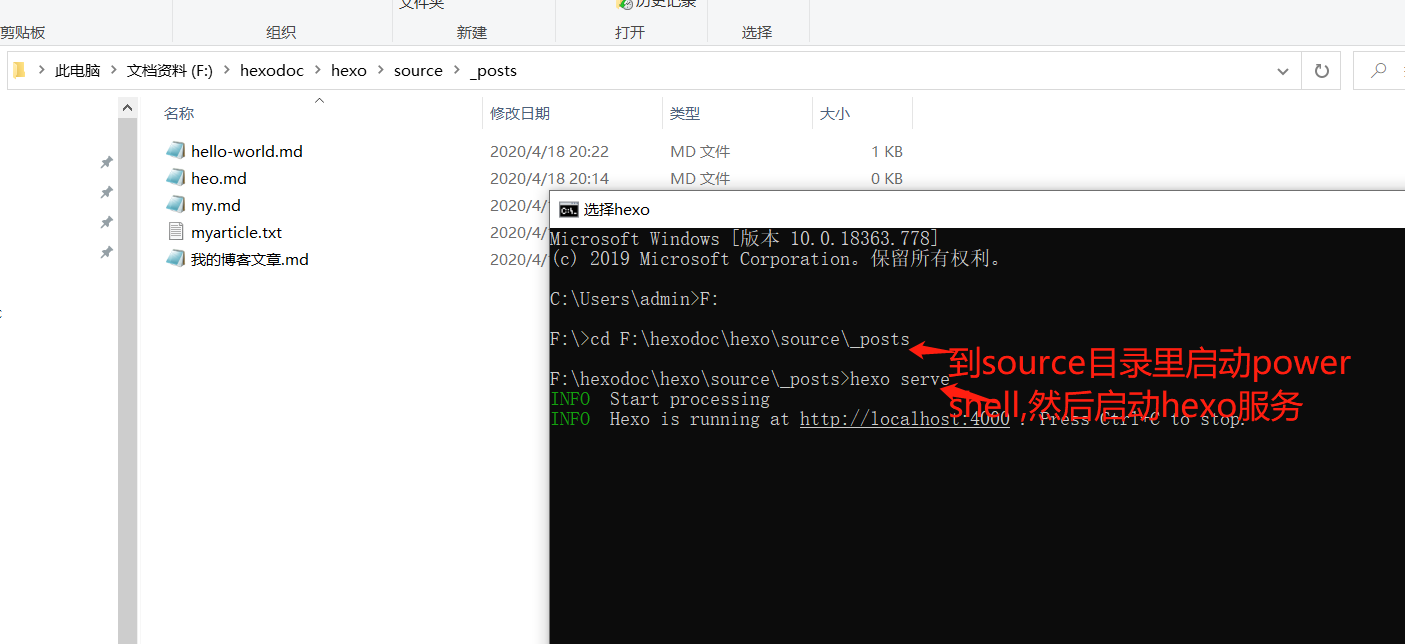 文件夹
历史记录
剪贴板 组织 新建 打开 选择
此电脑 文档资料 (F:) hexodoc hexo source _posts
名称 修改日期 类型 大小
hello-world.md 2020/4/18 20:22 MD 文件 1 KB
heo.md 2020/4/18 20:14 MD 文件 0 KB
my.md 2020/4/
myarticle.txt 2020/4/
我的博客文章.md 2020/4/
选择hexo
Microsoft Windows [版本 10.0.18363.778]
(c) 2019 Microsoft Corporation。保留所有权利。
C:\Users\admin>F:
F:\>cd F:\hexodoc\hexo\source\_posts
F:\hexodoc\hexo\source\_posts>hexo serve
INFO Start processing
INFO Hexo is running at http://localhost:4000 . Press Ctrl+C to stop.
到source目录里启动power
shell,然后启动hexo服务